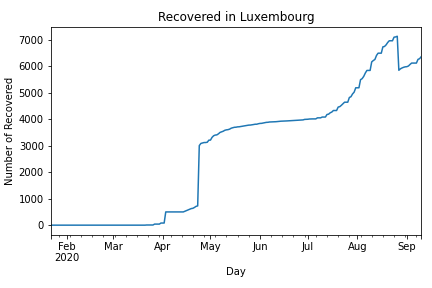 Recovered in Luxembourg
Number of Recovered
7000
6000
5000
4000
3000
2000
1000
0
Feb Mar Apr May Jun Jul Aug Sep
2020
Day